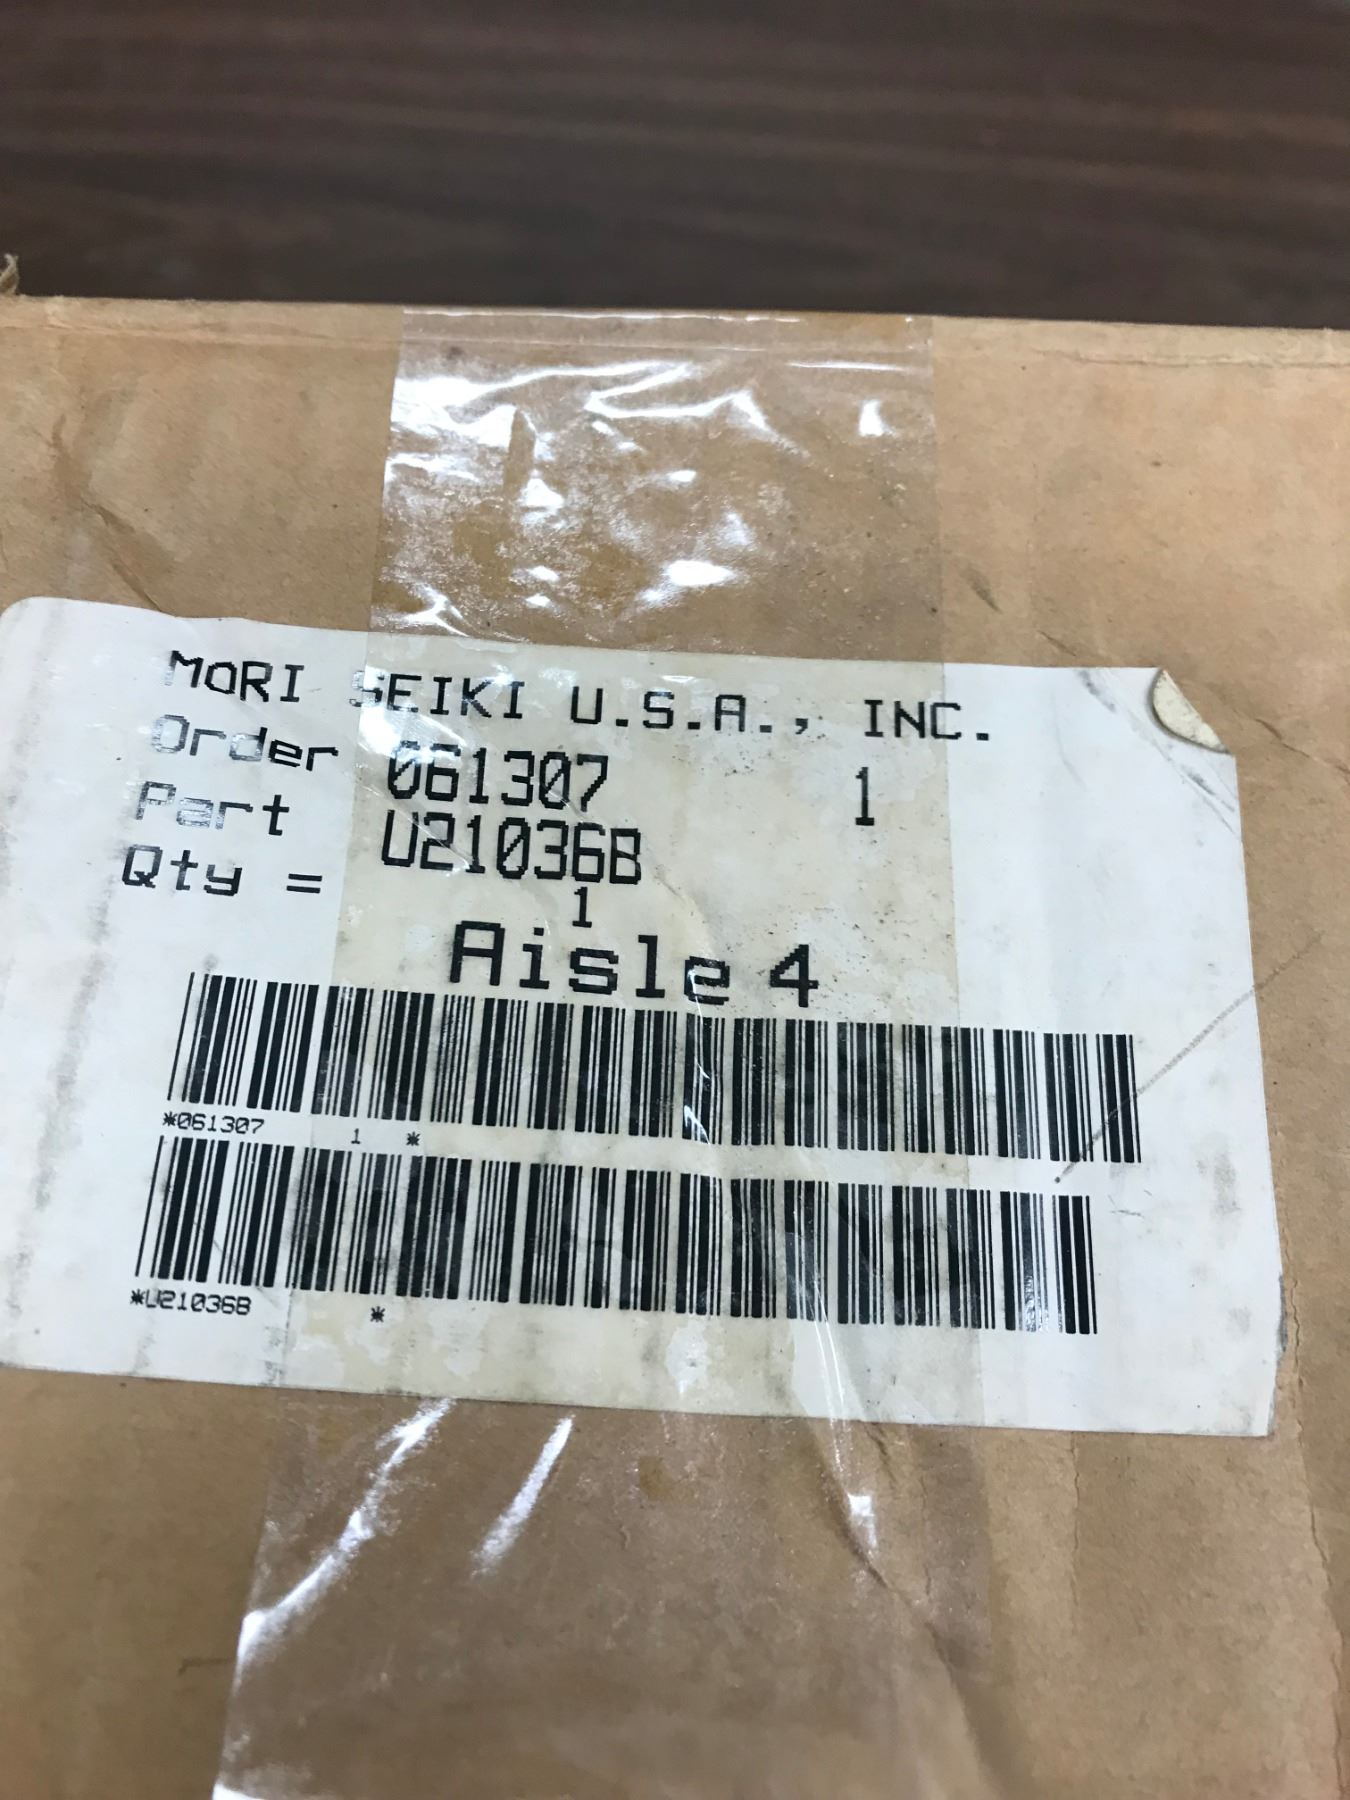 MORI SEIKI U.S.A., INC.
Order 061307 1
Part U21036B
Qty = 1
Aisle 4
*061307 1 *
*U21036B *